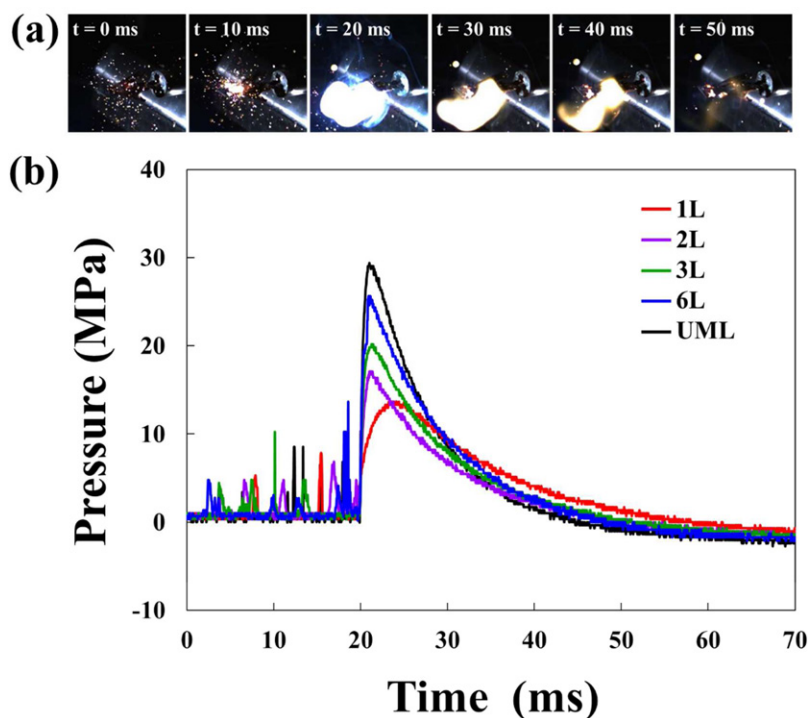 (a)
t = 0 ms
t = 10 ms
t = 20 ms
t = 30 ms
t = 40 ms
t = 50 ms
(b)
40
30
20
10
0
-10
Pressure (MPa)
1L
2L
3L
6L
UML
0 10 20 30 40 50 60 70
Time (ms)